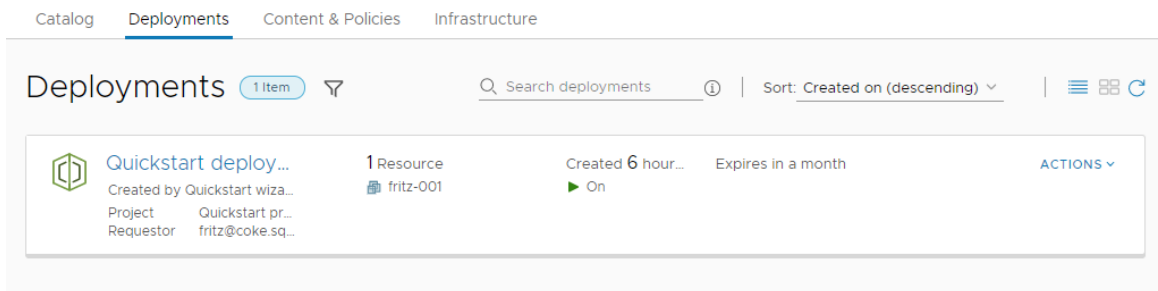 Catalog Deployments Content & Policies Infrastructure
Deployments 1 Item Search deployments Sort: Created on (descending)
Quickstart deploy... 1 Resource Created 6 hour... Expires in a month ACTIONS
Created by Quickstart wiza... fritz-001 On
Project Quickstart pr...
Requestor fritz@coke.sq...